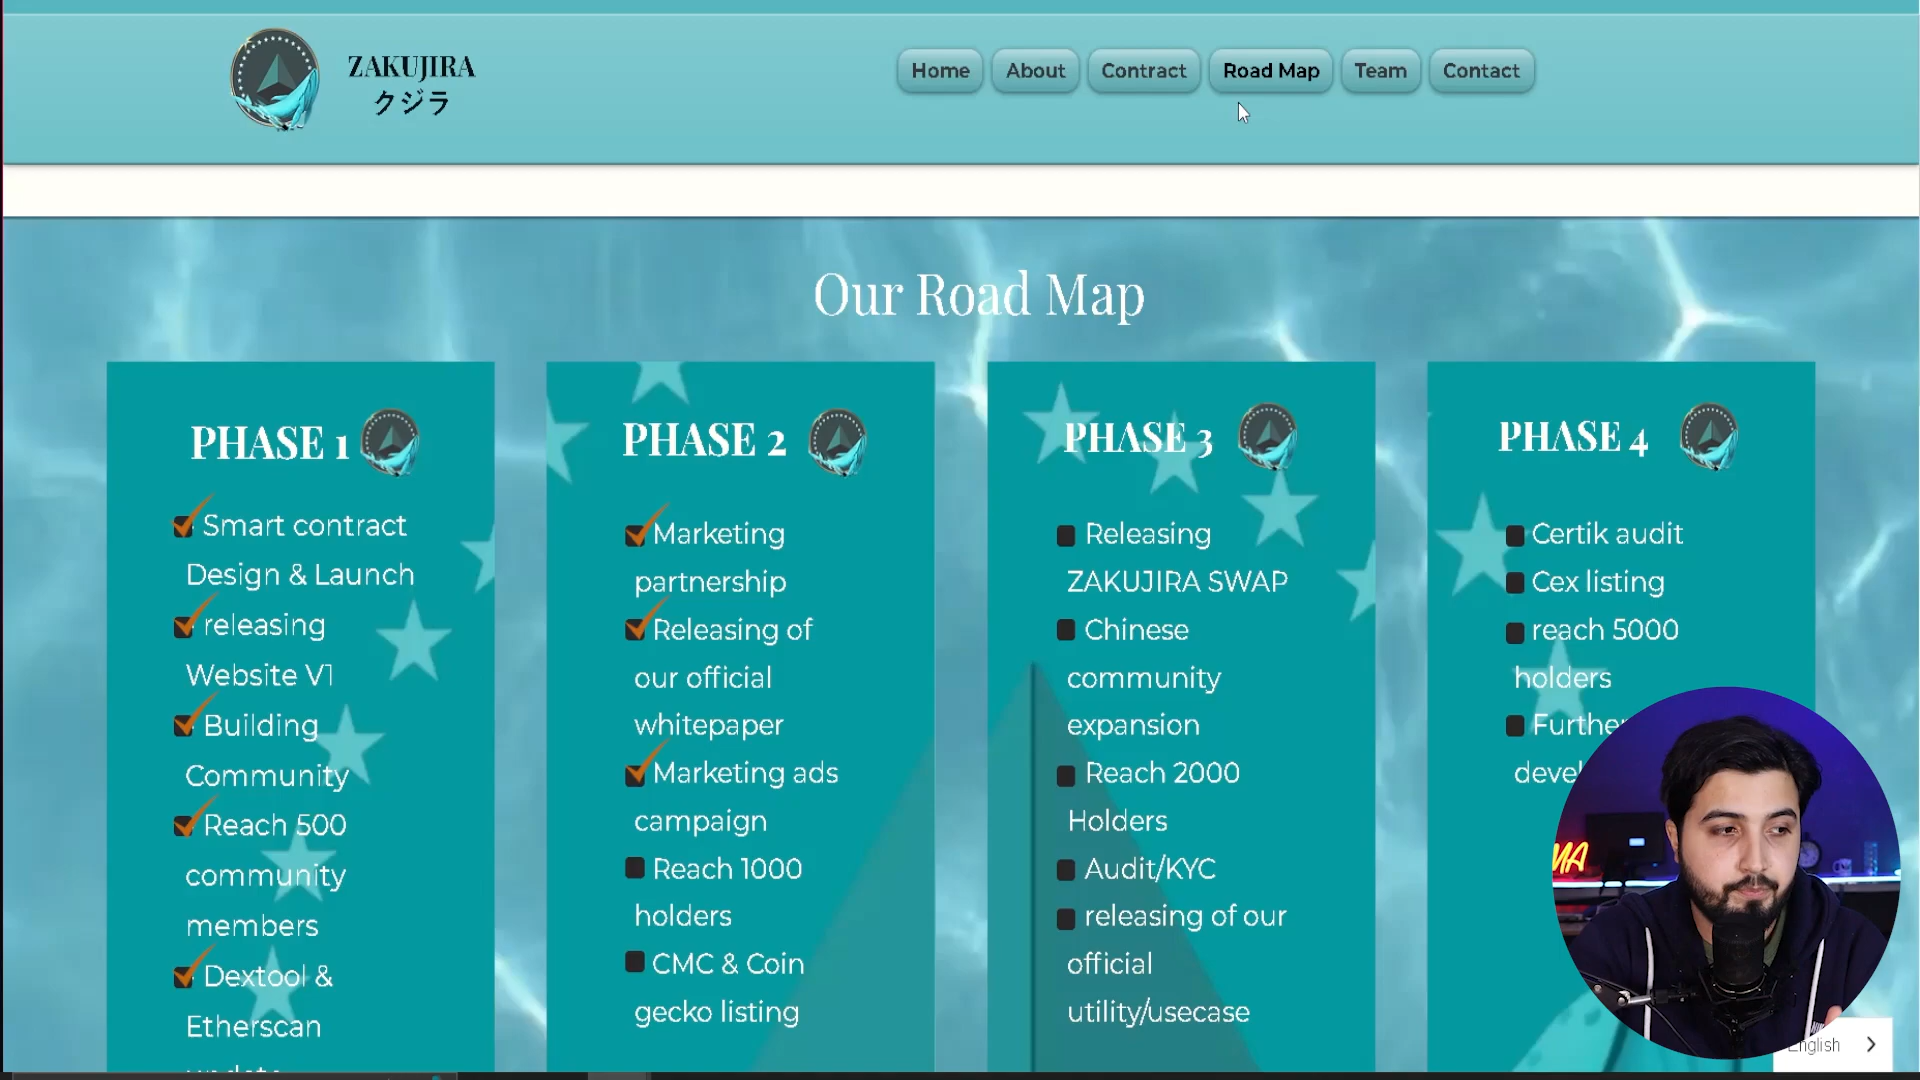 ZAKUJIRA
クジラ
Home
About
Contract
Road Map
Team
Contact
Our Road Map
PHASE 1
Smart contract
Design & Launch
releasing
Website V1
Building
Community
Reach 500
community
members
Dextool &
Etherscan
PHASE 2
Marketing
partnership
Releasing of
our official
whitepaper
Marketing ads
campaign
Reach 1000
holders
CMC & Coin
gecko listing
PHASE 3
Releasing
ZAKUJIRA SWAP
Chinese
community
expansion
Reach 2000
Holders
Audit/KYC
releasing of our
official
utility/usecase
PHASE 4
Certik audit
Cex listing
reach 5000
holders
Further
English